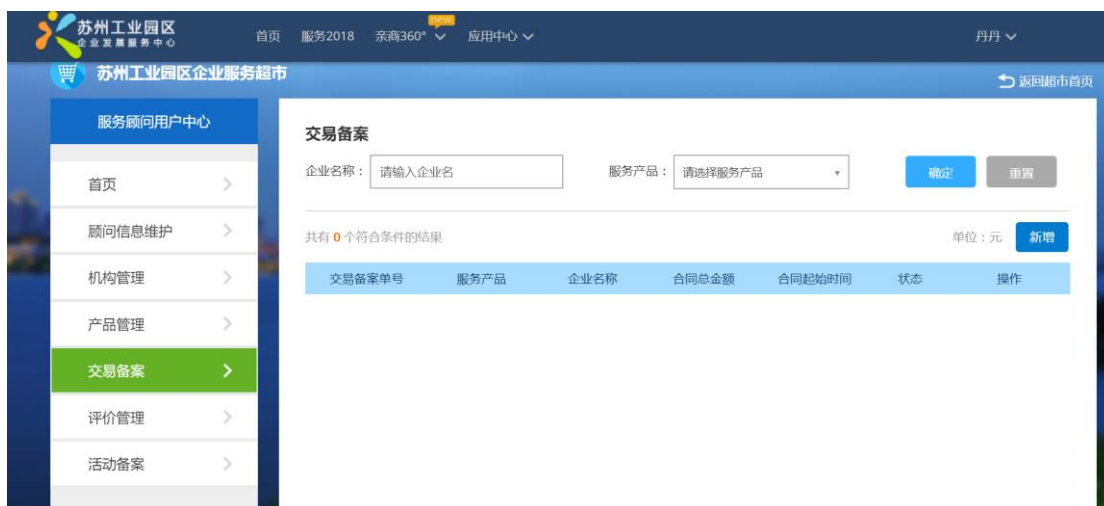 苏州工业园区
企业发展服务中心
首页 服务2018 亲商360° new 应用中心
丹丹
苏州工业园区企业服务超市
返回超市首页
服务顾问用户中心
首页
顾问信息维护
机构管理
产品管理
交易备案
评价管理
活动备案
交易备案
企业名称： 请输入企业名 服务产品： 请选择服务产品 确定 重置
共有 0 个符合条件的结果 单位：元 新增
交易备案单号 服务产品 企业名称 合同总金额 合同起始时间 状态 操作